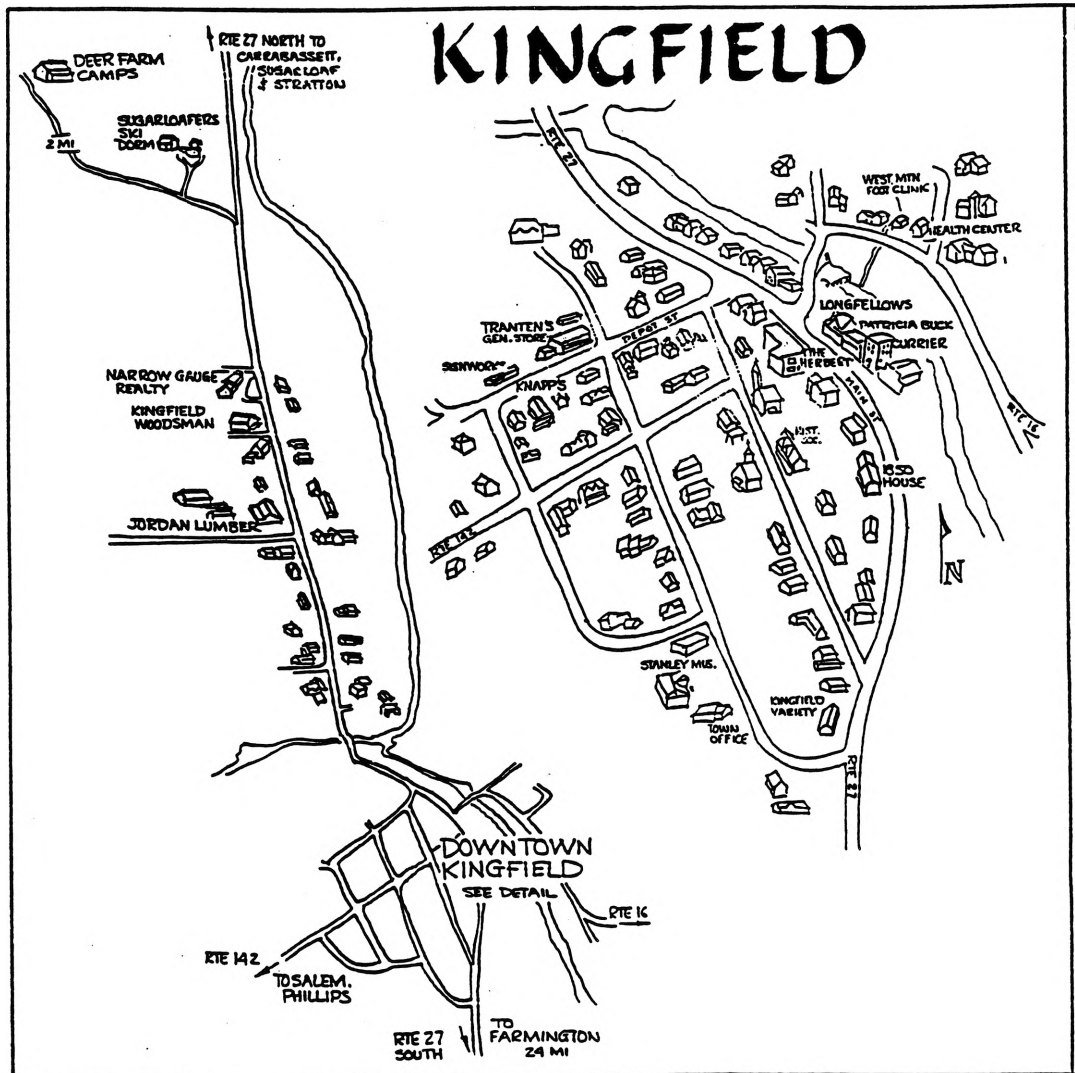 KINGFIELD
RTE 27 NORTH TO
CARRABASSETT,
SUGARLOAF
& STRATTON
DEER FARM
CAMPS
SUGARLOAFERS
SKI
DORM
2 MI
NARROW GAUGE
REALTY
KINGFIELD
WOODSMAN
JORDAN LUMBER
DOWNTOWN
KINGFIELD
SEE DETAIL
RTE 16
RTE 142
TO SALEM.
PHILLIPS
RTE 27
SOUTH
TO
FARMINGTON
24 MI
RTE 27
WEST. MTN
FOOT CLINIC
HEALTH CENTER
LONGFELLOWS
PATRICIA BUCK
CURRIER
THE
HERBERT
MAIN ST
RTE 16
DEPOT ST
TRANTEN'S
GEN. STORE
SIGNWORKS
KNAPP'S
HIST.
SOC.
1850
HOUSE
RTE 142
N
STANLEY MUS.
TOWN
OFFICE
KINGFIELD
VARIETY
RTE 27